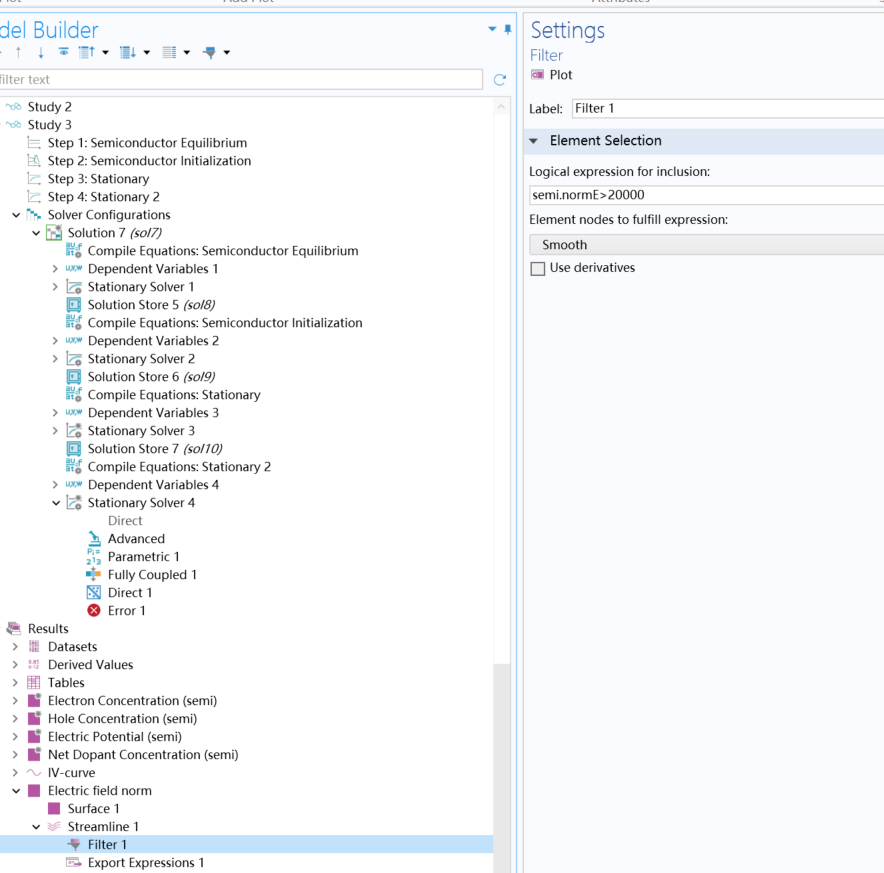 Add Plot
Attributes
del Builder
filter text
Study 2
Study 3
Step 1: Semiconductor Equilibrium
Step 2: Semiconductor Initialization
Step 3: Stationary
Step 4: Stationary 2
Solver Configurations
Solution 7 (sol7)
Compile Equations: Semiconductor Equilibrium
Dependent Variables 1
Stationary Solver 1
Solution Store 5 (sol8)
Compile Equations: Semiconductor Initialization
Dependent Variables 2
Stationary Solver 2
Solution Store 6 (sol9)
Compile Equations: Stationary
Dependent Variables 3
Stationary Solver 3
Solution Store 7 (sol10)
Compile Equations: Stationary 2
Dependent Variables 4
Stationary Solver 4
Direct
Advanced
Parametric 1
Fully Coupled 1
Direct 1
Error 1
Results
Datasets
Derived Values
Tables
Electron Concentration (semi)
Hole Concentration (semi)
Electric Potential (semi)
Net Dopant Concentration (semi)
IV-curve
Electric field norm
Surface 1
Streamline 1
Filter 1
Export Expressions 1
Settings
Filter
Plot
Label: Filter 1
Element Selection
Logical expression for inclusion:
semi.normE>20000
Element nodes to fulfill expression:
Smooth
Use derivatives